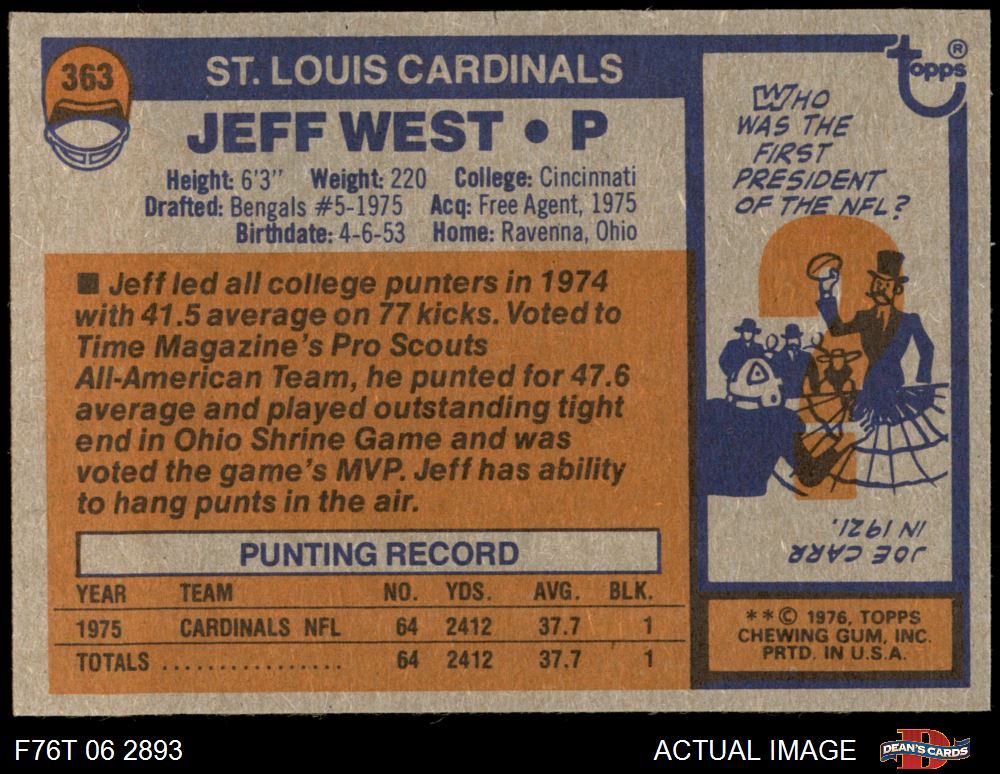 363
ST. LOUIS CARDINALS
JEFF WEST • P
Height: 6'3" Weight: 220 College: Cincinnati
Drafted: Bengals #5-1975 Acq: Free Agent, 1975
Birthdate: 4-6-53 Home: Ravenna, Ohio
■ Jeff led all college punters in 1974
with 41.5 average on 77 kicks. Voted to
Time Magazine's Pro Scouts
All-American Team, he punted for 47.6
average and played outstanding tight
end in Ohio Shrine Game and was
voted the game's MVP. Jeff has ability
to hang punts in the air.
PUNTING RECORD
YEAR TEAM NO. YDS. AVG. BLK.
1975 CARDINALS NFL 64 2412 37.7 1
TOTALS ................. 64 2412 37.7 1
Topps ®
WHO
WAS THE
FIRST
PRESIDENT
OF THE NFL?
JOE CARR
IN 1921.
**© 1976, TOPPS
CHEWING GUM, INC.
PRTD. IN U.S.A.
F76T 06 2893
ACTUAL IMAGE
DEAN'S CARDS